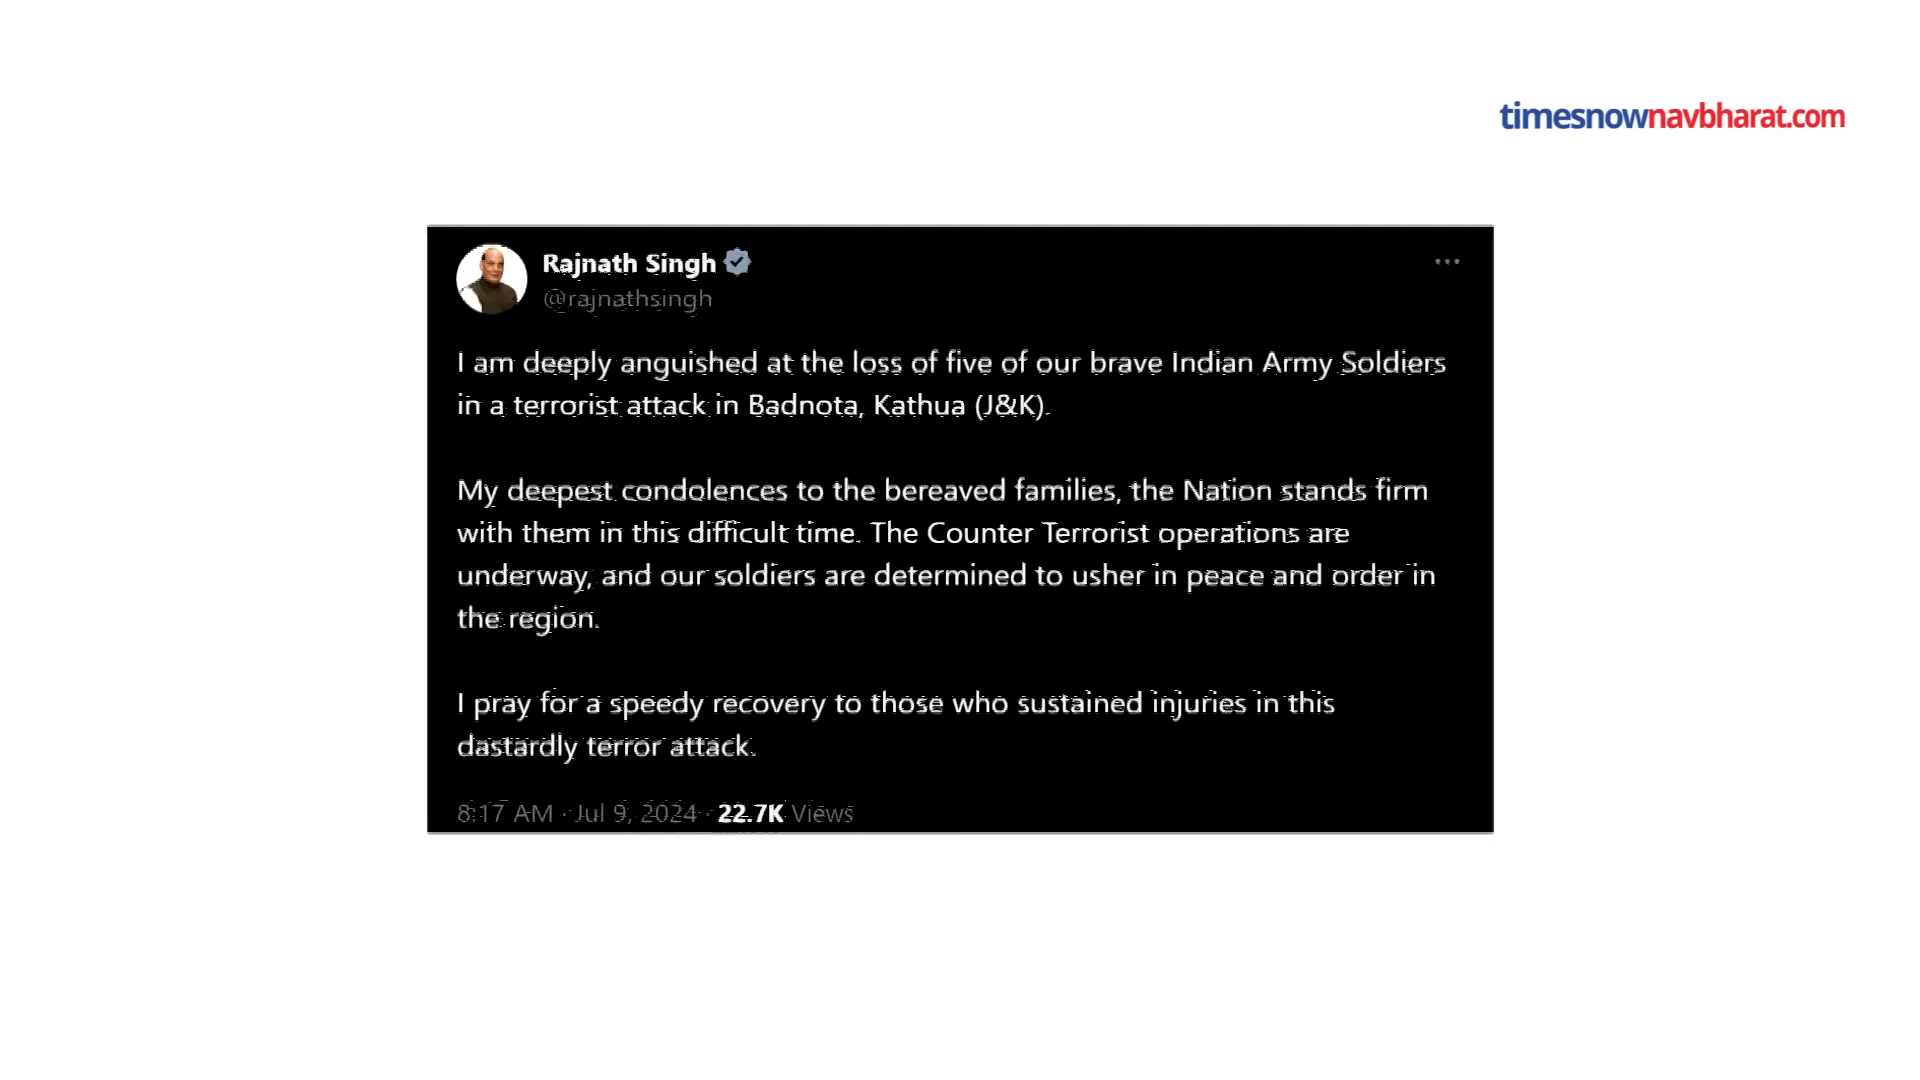 timesnownavbharat.com
Rajnath Singh
@rajnathsingh
I am deeply anguished at the loss of five of our brave Indian Army Soldiers
in a terrorist attack in Badnota, Kathua (J&K).
My deepest condolences to the bereaved families, the Nation stands firm
with them in this difficult time. The Counter Terrorist operations are
underway, and our soldiers are determined to usher in peace and order in
the region.
I pray for a speedy recovery to those who sustained injuries in this
dastardly terror attack.
8:17 AM · Jul 9, 2024 · 22.7K Views